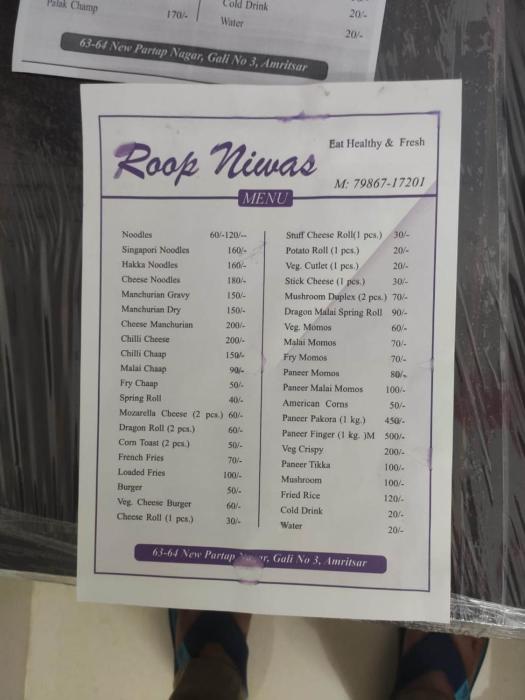 Palak Champ 170/-
Cold Drink 20/-
Water 20/-
63-64 New Partap Nagar, Gali No 3, Amritsar
Eat Healthy & Fresh
Roop Niwas
M: 79867-17201
MENU
Noodles 60/-120/--
Singapori Noodles 160/-
Hakka Noodles 160/-
Cheese Noodles 180/-
Manchurian Gravy 150/-
Manchurian Dry 150/-
Cheese Manchurian 200/-
Chilli Cheese 200/-
Chilli Chaap 150/-
Malai Chaap 90/-
Fry Chaap 50/-
Spring Roll 40/-
Mozarella Cheese (2 pcs.) 60/-
Dragon Roll (2 pcs.) 60/-
Corn Toast (2 pcs.) 50/-
French Fries 70/-
Loaded Fries 100/-
Burger 50/-
Veg. Cheese Burger 60/-
Cheese Roll (1 pcs.) 30/-
Stuff Cheese Roll(1 pcs.) 30/-
Potato Roll (1 pcs.) 20/-
Veg. Cutlet (1 pcs.) 20/-
Stick Cheese (1 pcs.) 30/-
Mushroom Duplex (2 pcs.) 70/-
Dragon Malai Spring Roll 90/-
Veg. Momos 60/-
Malai Momos 70/-
Fry Momos 70/-
Paneer Momos 80/-
Paneer Malai Momos 100/-
American Corns 50/-
Paneer Pakora (1 kg.) 450/-
Paneer Finger (1 kg. )M 500/-
Veg Crispy 200/-
Paneer Tikka 100/-
Mushroom 100/-
Fried Rice 120/-
Cold Drink 20/-
Water 20/-
63-64 New Partap Gali No 3, Amritsar